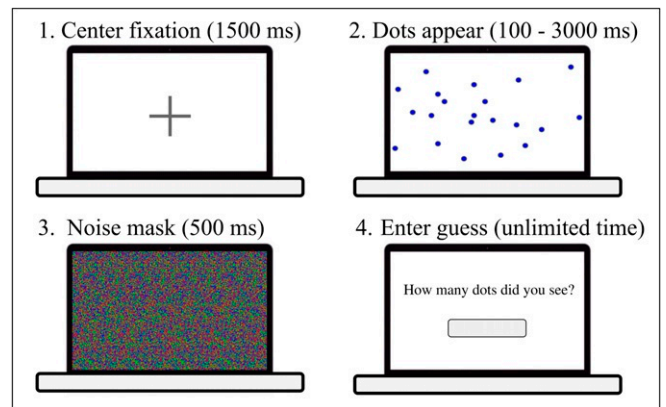 1. Center fixation (1500 ms)
2. Dots appear (100 - 3000 ms)
3. Noise mask (500 ms)
4. Enter guess (unlimited time)
How many dots did you see?